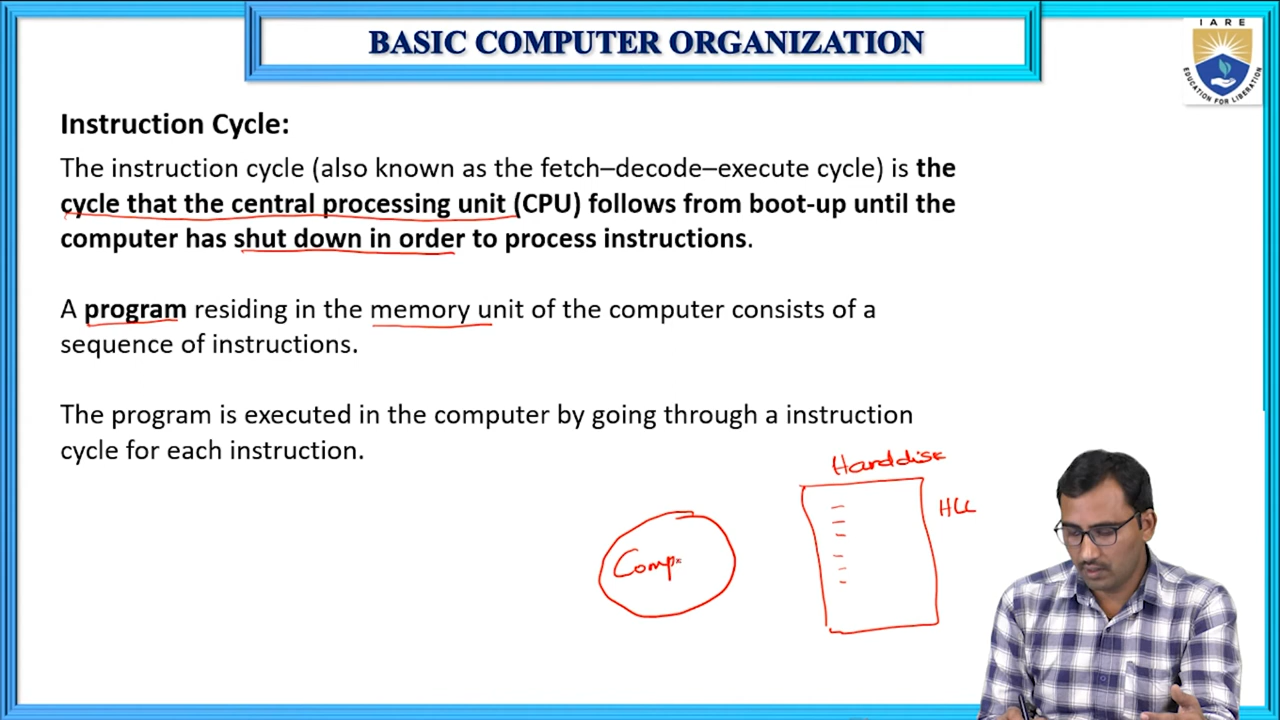 BASIC COMPUTER ORGANIZATION
IARE
EDUCATION FOR LIBERATION
Instruction Cycle:
The instruction cycle (also known as the fetch–decode–execute cycle) is the
cycle that the central processing unit (CPU) follows from boot-up until the
computer has shut down in order to process instructions.
A program residing in the memory unit of the computer consists of a
sequence of instructions.
The program is executed in the computer by going through a instruction
cycle for each instruction.
Harddisk
HLL
Comp